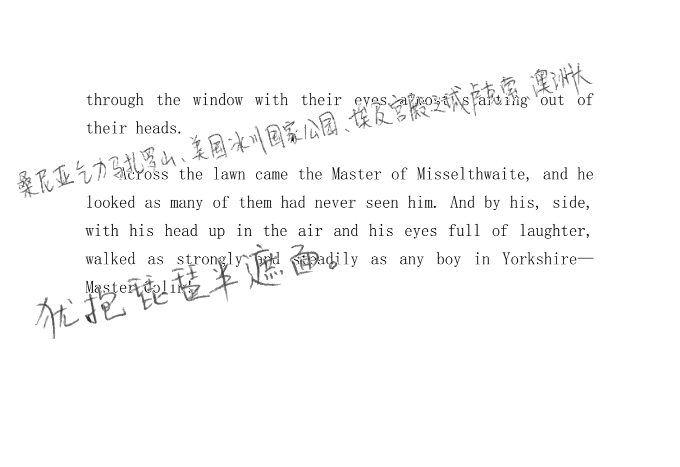 through the window with their eyes almost starting out of
their heads.
桑尼亚乞力马扎罗山、美国冰川国家公园、埃及宫殿之城卢克索、澳洲大
Across the lawn came the Master of Misselthwaite, and he
looked as many of them had never seen him. And by his, side,
with his head up in the air and his eyes full of laughter,
walked as strongly and steadily as any boy in Yorkshire—
Master Colin!
犹抱琵琶半遮面。